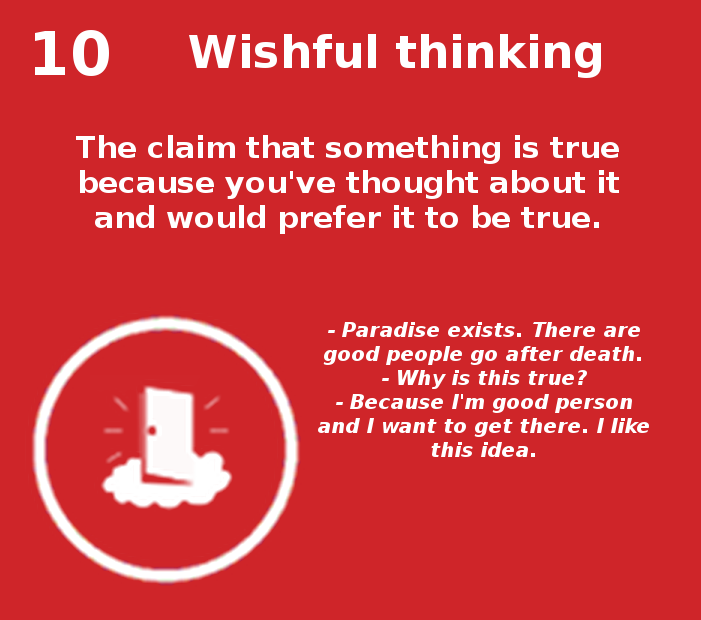 10 Wishful thinking
The claim that something is true
because you've thought about it
and would prefer it to be true.
- Paradise exists. There are
good people go after death.
- Why is this true?
- Because I'm good person
and I want to get there. I like
this idea.